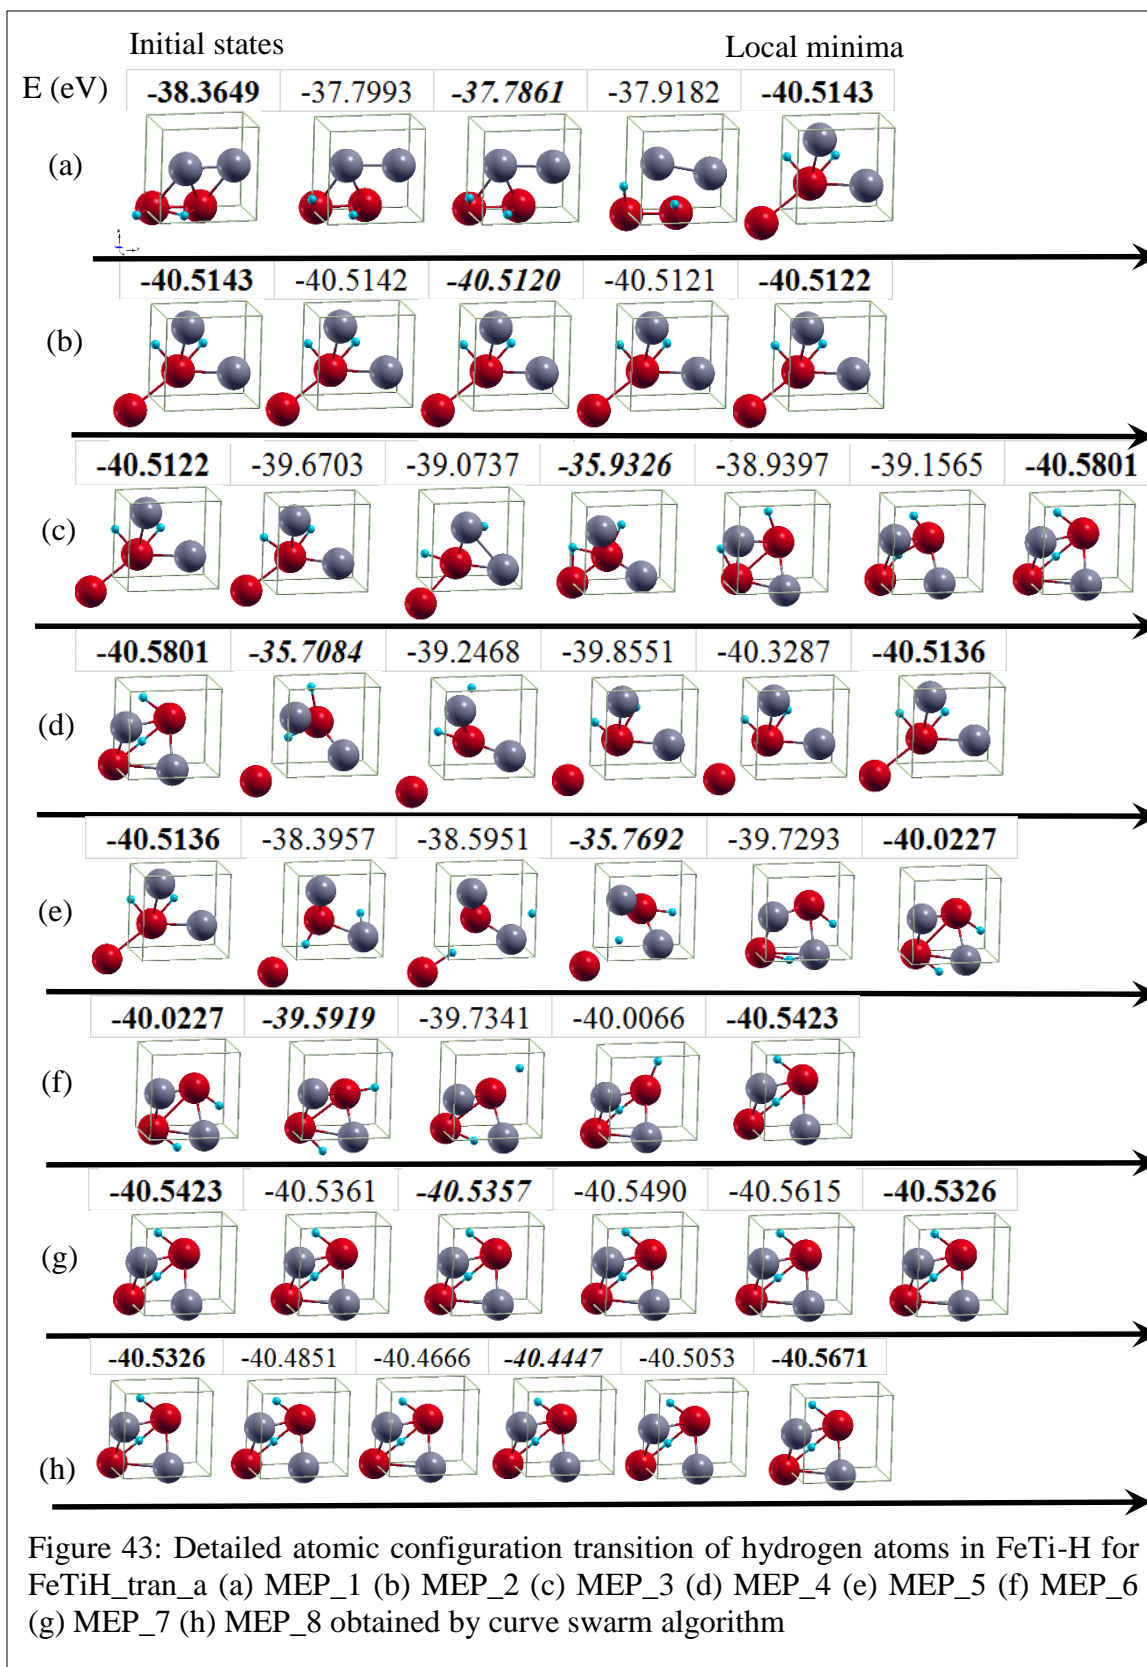 Initial states Local minima
E (eV) -38.3649 -37.7993 -37.7861 -37.9182 -40.5143
(a)
-40.5143 -40.5142 -40.5120 -40.5121 -40.5122
(b)
-40.5122 -39.6703 -39.0737 -35.9326 -38.9397 -39.1565 -40.5801
(c)
-40.5801 -35.7084 -39.2468 -39.8551 -40.3287 -40.5136
(d)
-40.5136 -38.3957 -38.5951 -35.7692 -39.7293 -40.0227
(e)
-40.0227 -39.5919 -39.7341 -40.0066 -40.5423
(f)
-40.5423 -40.5361 -40.5357 -40.5490 -40.5615 -40.5326
(g)
-40.5326 -40.4851 -40.4666 -40.4447 -40.5053 -40.5671
(h)
Figure 43: Detailed atomic configuration transition of hydrogen atoms in FeTi-H for
FeTiH_tran_a (a) MEP_1 (b) MEP_2 (c) MEP_3 (d) MEP_4 (e) MEP_5 (f) MEP_6
(g) MEP_7 (h) MEP_8 obtained by curve swarm algorithm